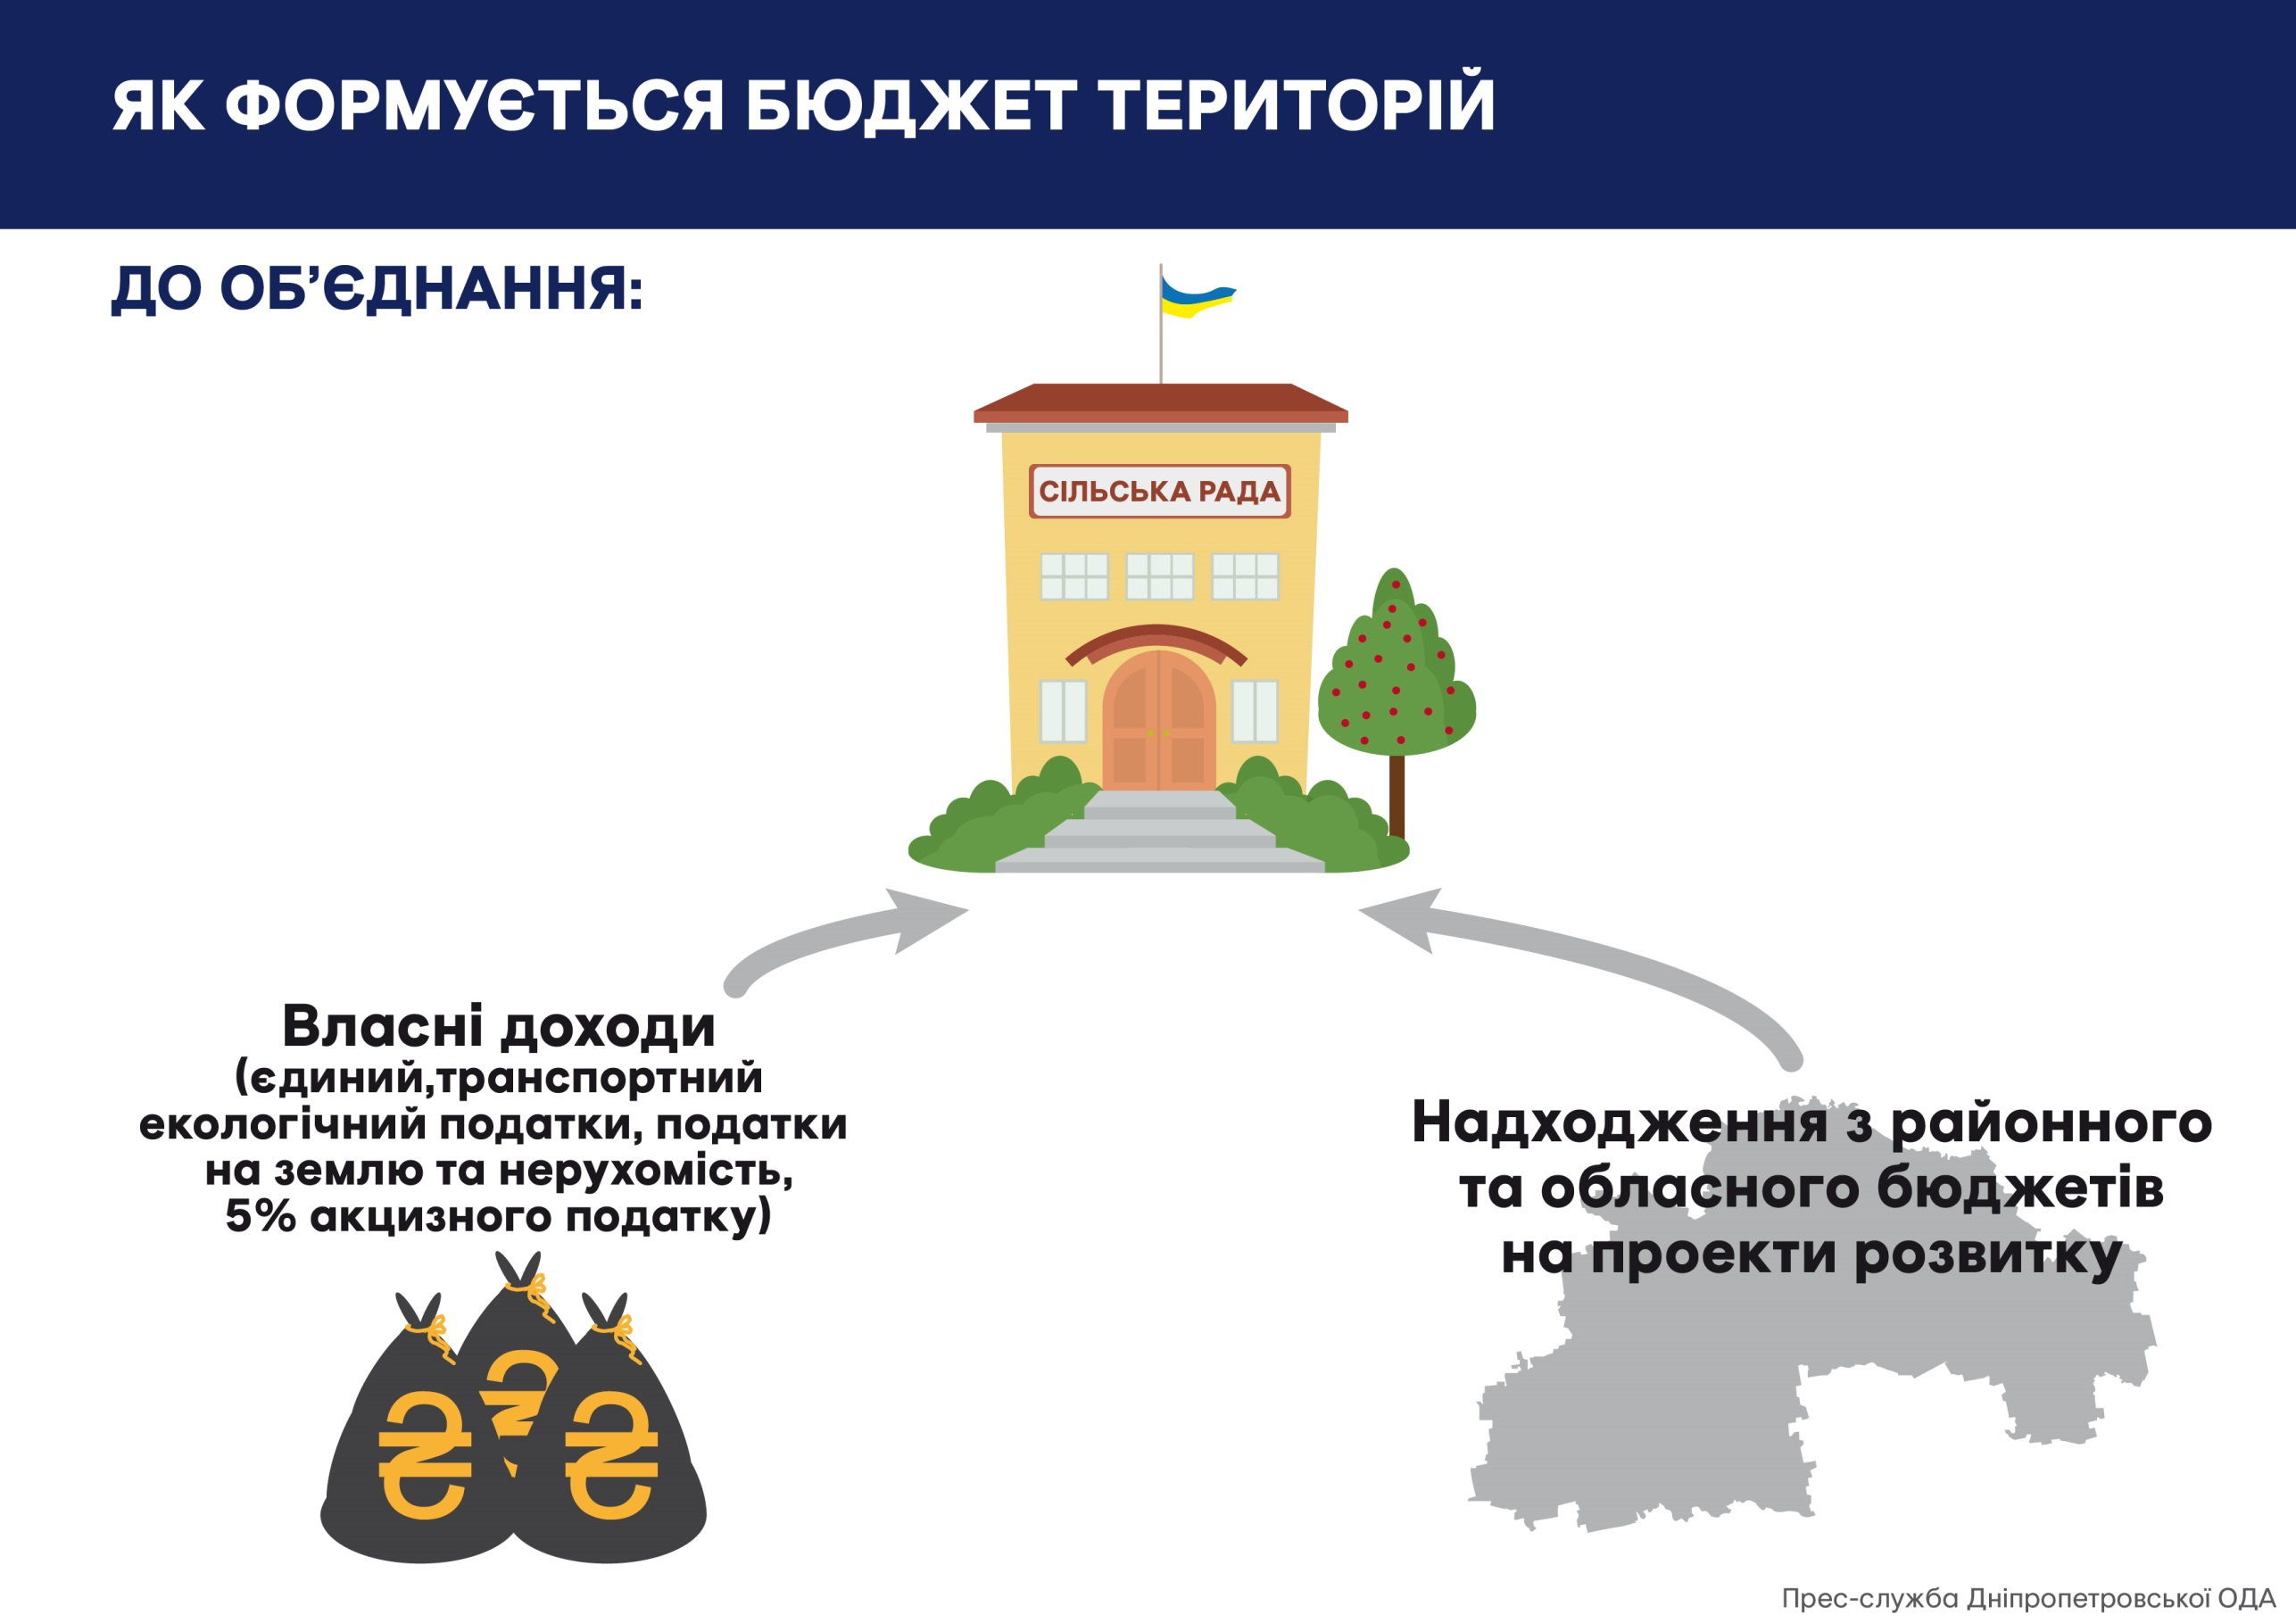 ЯК ФОРМУЄТЬСЯ БЮДЖЕТ ТЕРИТОРІЙ
ДО ОБ’ЄДНАННЯ:
СІЛЬСЬКА РАДА
Власні доходи
(єдиний,транспортний
екологічний податки, податки
на землю та нерухомість,
5% акцизного податку)
Надходження з районного
та обласного бюджетів
на проекти розвитку
₴
₴
₴
Прес-служба Дніпропетровської ОДА